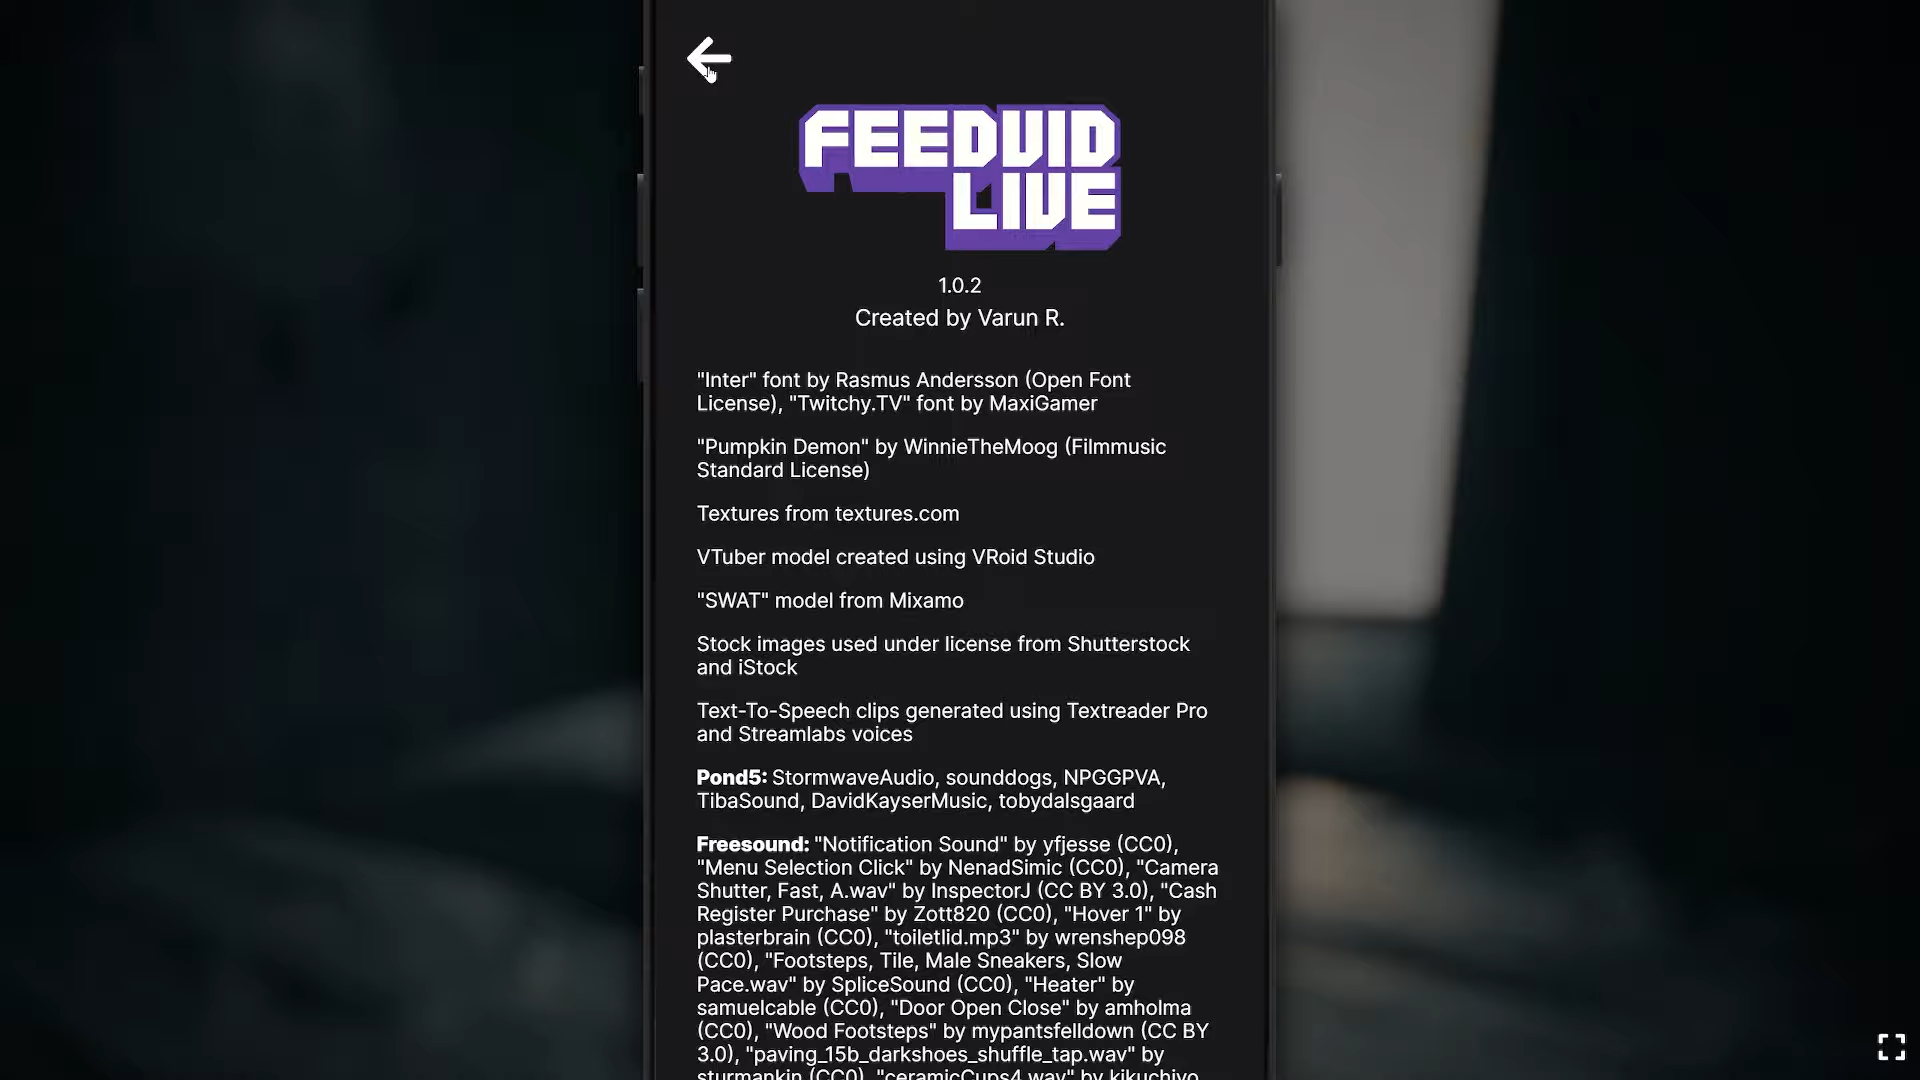 FEEDVID
LIVE
1.0.2
Created by Varun R.
"Inter" font by Rasmus Andersson (Open Font
License), "Twitchy.TV" font by MaxiGamer
"Pumpkin Demon" by WinnieTheMoog (Filmmusic
Standard License)
Textures from textures.com
VTuber model created using VRoid Studio
"SWAT" model from Mixamo
Stock images used under license from Shutterstock
and iStock
Text-To-Speech clips generated using Textreader Pro
and Streamlabs voices
Pond5: StormwaveAudio, sounddogs, NPGGPVA,
TibaSound, DavidKayserMusic, tobydalsgaard
Freesound: "Notification Sound" by yfjesse (CC0),
"Menu Selection Click" by NenadSimic (CC0), "Camera
Shutter, Fast, A.wav" by InspectorJ (CC BY 3.0), "Cash
Register Purchase" by Zott820 (CC0), "Hover 1" by
plasterbrain (CC0), "toiletlid.mp3" by wrenshep098
(CC0), "Footsteps, Tile, Male Sneakers, Slow
Pace.wav" by SpliceSound (CC0), "Heater" by
samuelcable (CC0), "Door Open Close" by amholma
(CC0), "Wood Footsteps" by mypantsfelldown (CC BY
3.0), "paving_15b_darkshoes_shuffle_tap.wav" by
sturmankin (CC0), "ceramicCups4.wav" by kikuchiyo